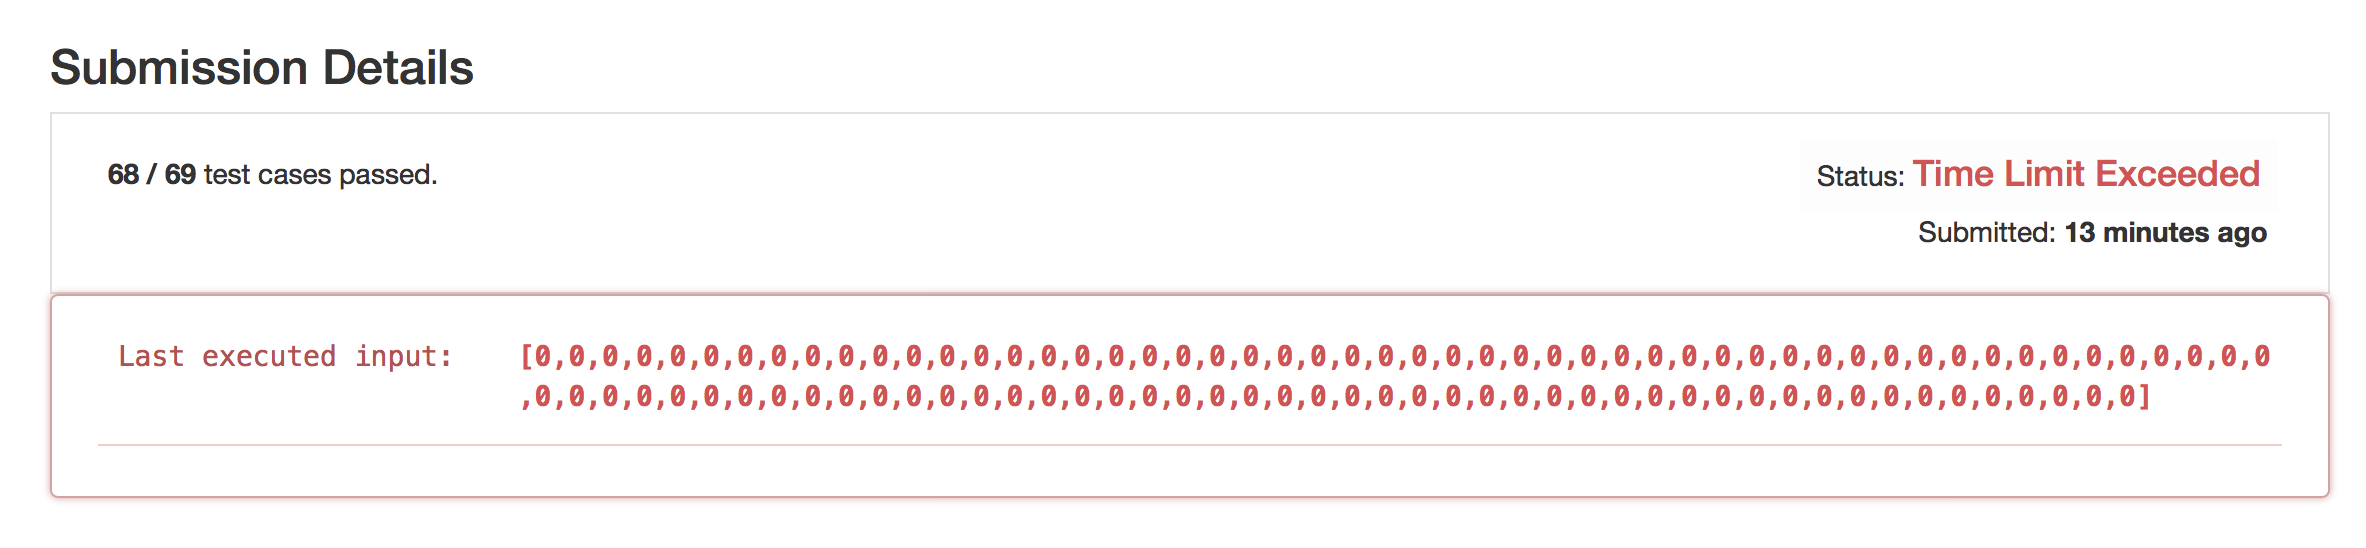 Submission Details
68 / 69 test cases passed.
Status: Time Limit Exceeded
Submitted: 13 minutes ago
Last executed input: [0,0,0,0,0,0,0,0,0,0,0,0,0,0,0,0,0,0,0,0,0,0,0,0,0,0,0,0,0,0,0,0,0,0,0,0,0,0,0,0,0,0,0,0,0,0,0,0,0,0,0,0
,0,0,0,0,0,0,0,0,0,0,0,0,0,0,0,0,0,0,0,0,0,0,0,0,0,0,0,0,0,0,0,0,0,0,0,0,0,0,0,0,0,0,0,0,0,0,0,0]